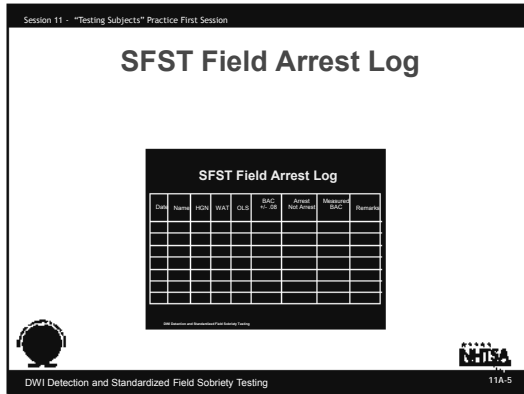 Session 11 - "Testing Subjects" Practice First Session
SFST Field Arrest Log
SFST Field Arrest Log
Date Name HGN WAT OLS BAC +/- .08 Arrest Not Arrest Measured BAC Remarks
DWI Detection and Standardized Field Sobriety Testing
NHTSA
DWI Detection and Standardized Field Sobriety Testing 11A-5